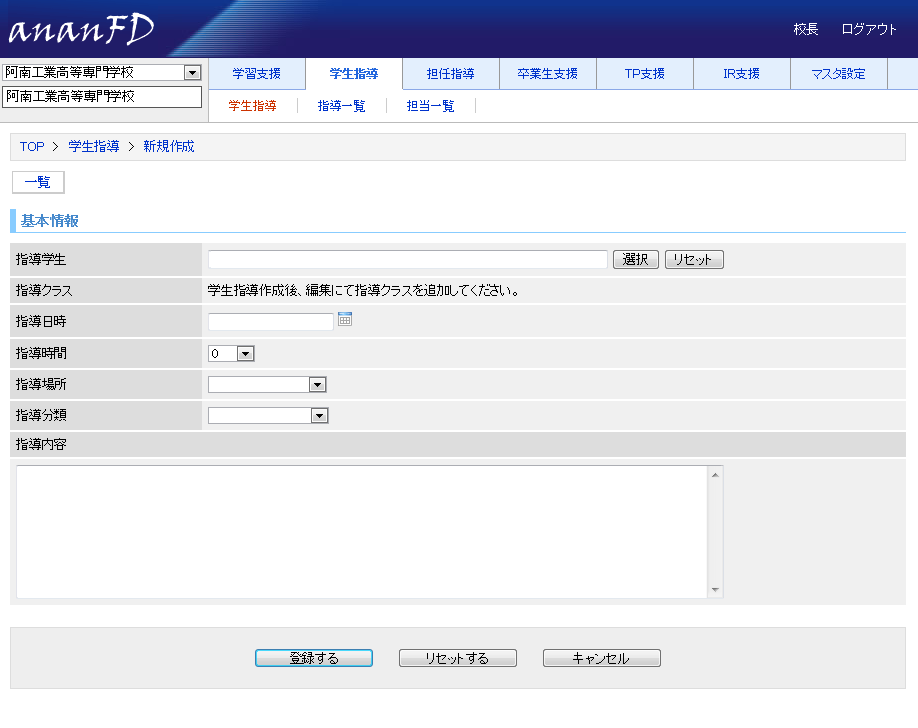 ananFD
校長 ログアウト
阿南工業高等専門学校
阿南工業高等専門学校
学習支援 学生指導 担任指導 卒業生支援 TP支援 IR支援 マスタ設定
学生指導 指導一覧 担当一覧
TOP > 学生指導 > 新規作成
一覧
基本情報
指導学生 選択 リセット
指導クラス 学生指導作成後、編集にて指導クラスを追加してください。
指導日時
指導時間 0
指導場所
指導分類
指導内容
登録する リセットする キャンセル